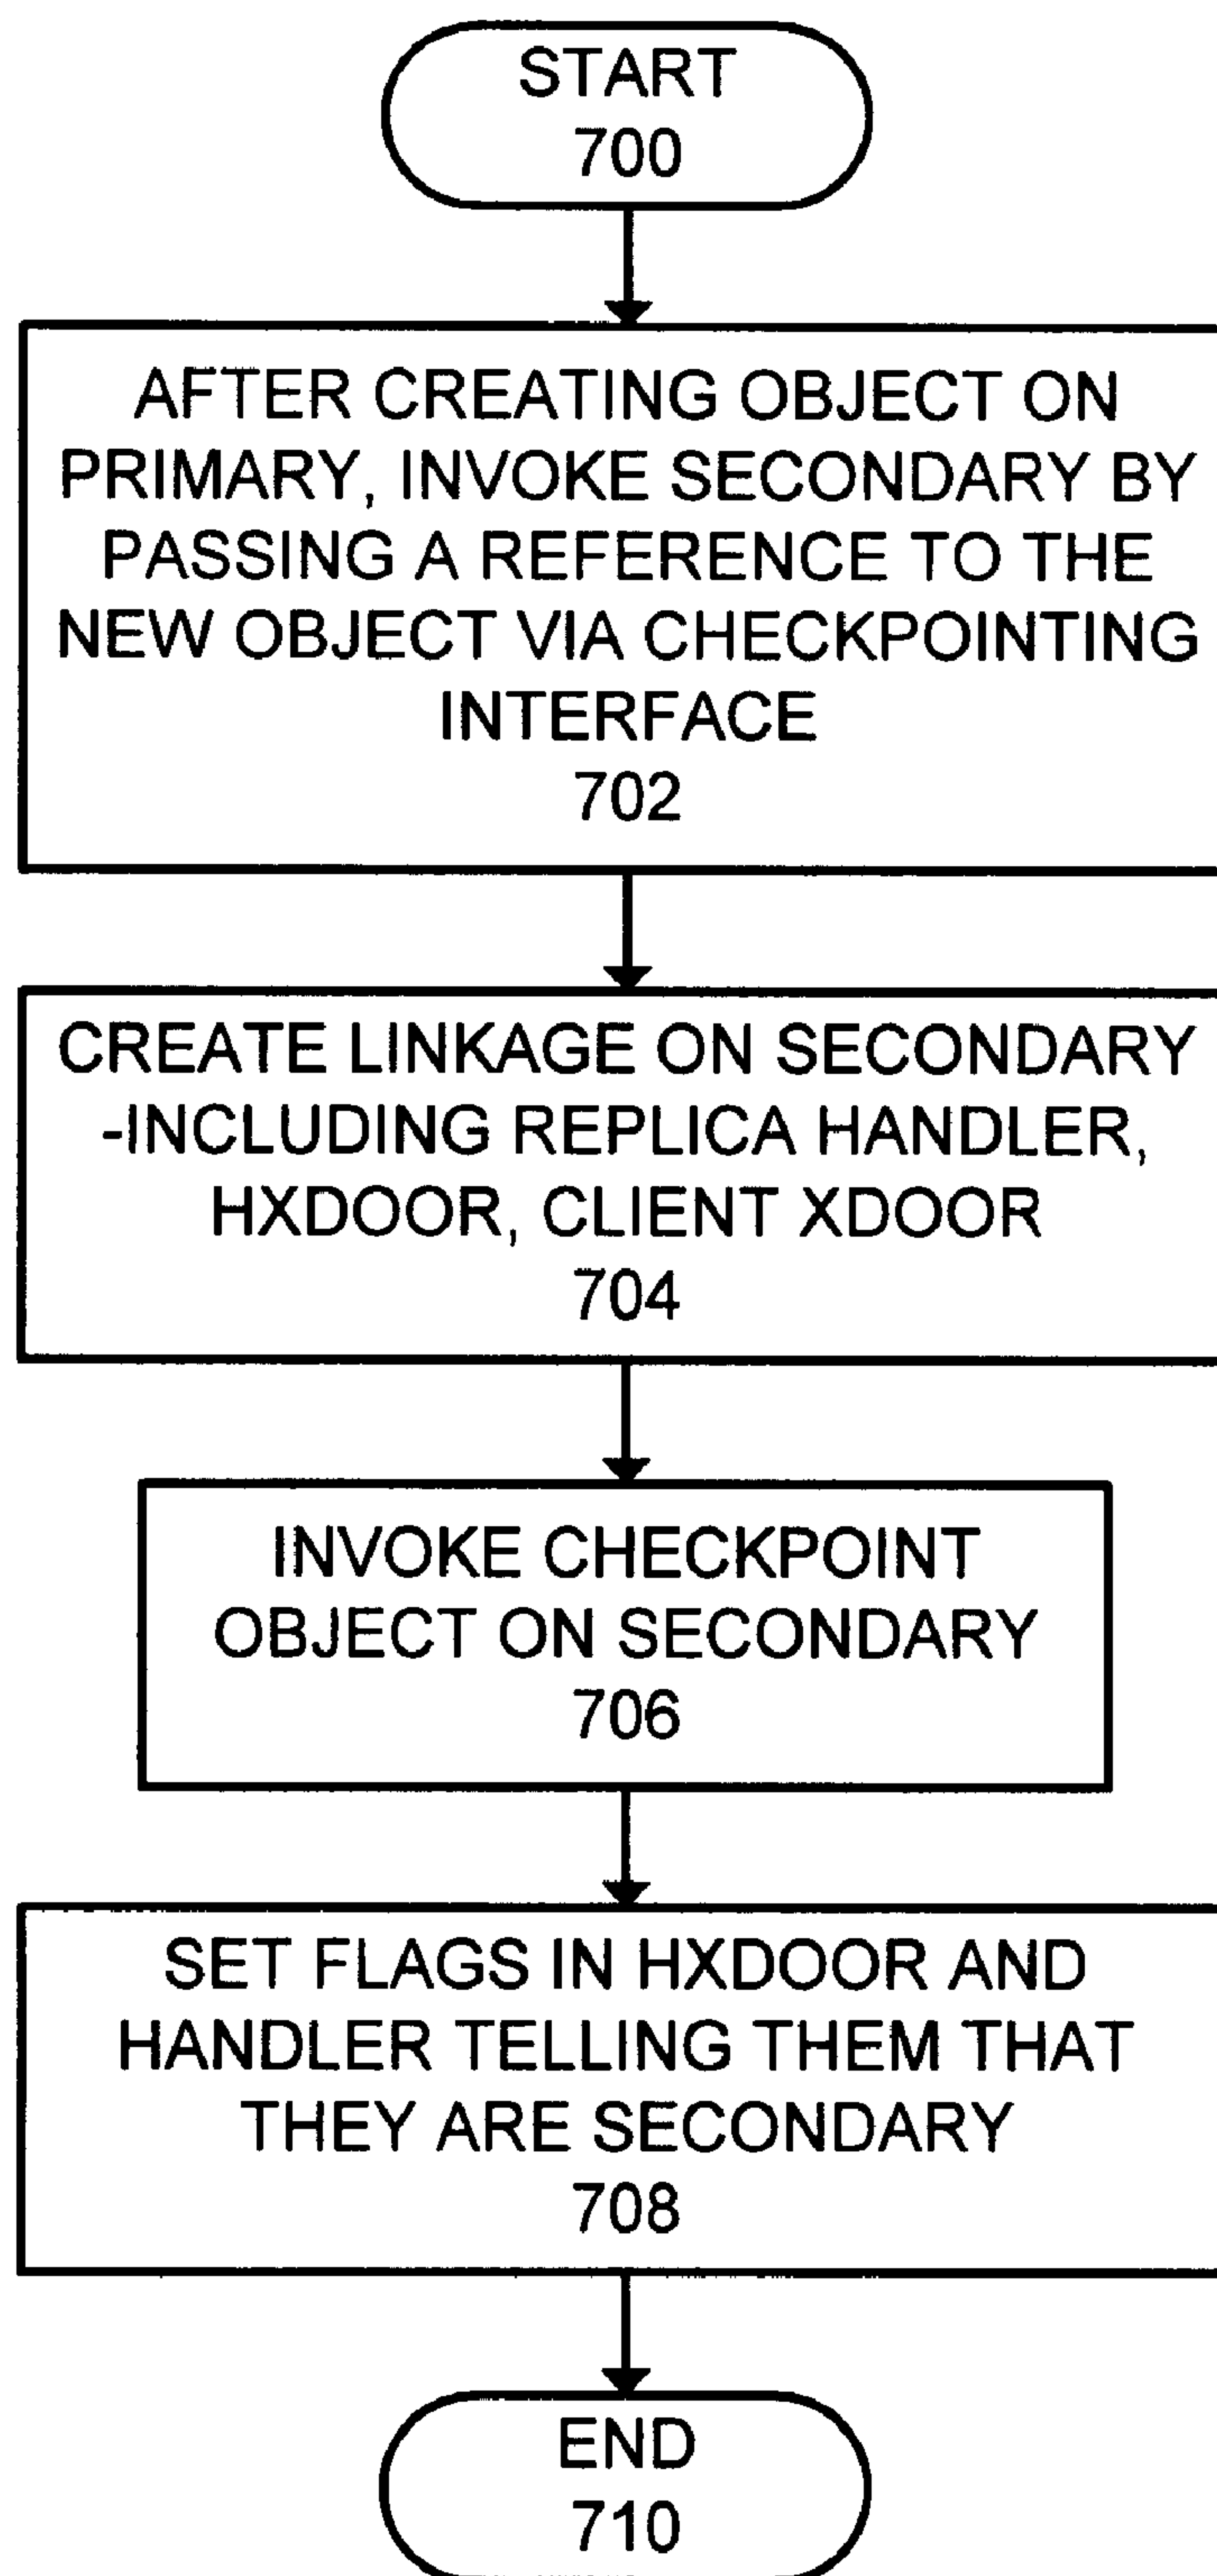 START
700
AFTER CREATING OBJECT ON
PRIMARY, INVOKE SECONDARY BY
PASSING A REFERENCE TO THE
NEW OBJECT VIA CHECKPOINTING
INTERFACE
702
CREATE LINKAGE ON SECONDARY
-INCLUDING REPLICA HANDLER,
HXDOOR, CLIENT XDOOR
704
INVOKE CHECKPOINT
OBJECT ON SECONDARY
706
SET FLAGS IN HXDOOR AND
HANDLER TELLING THEM THAT
THEY ARE SECONDARY
708
END
710